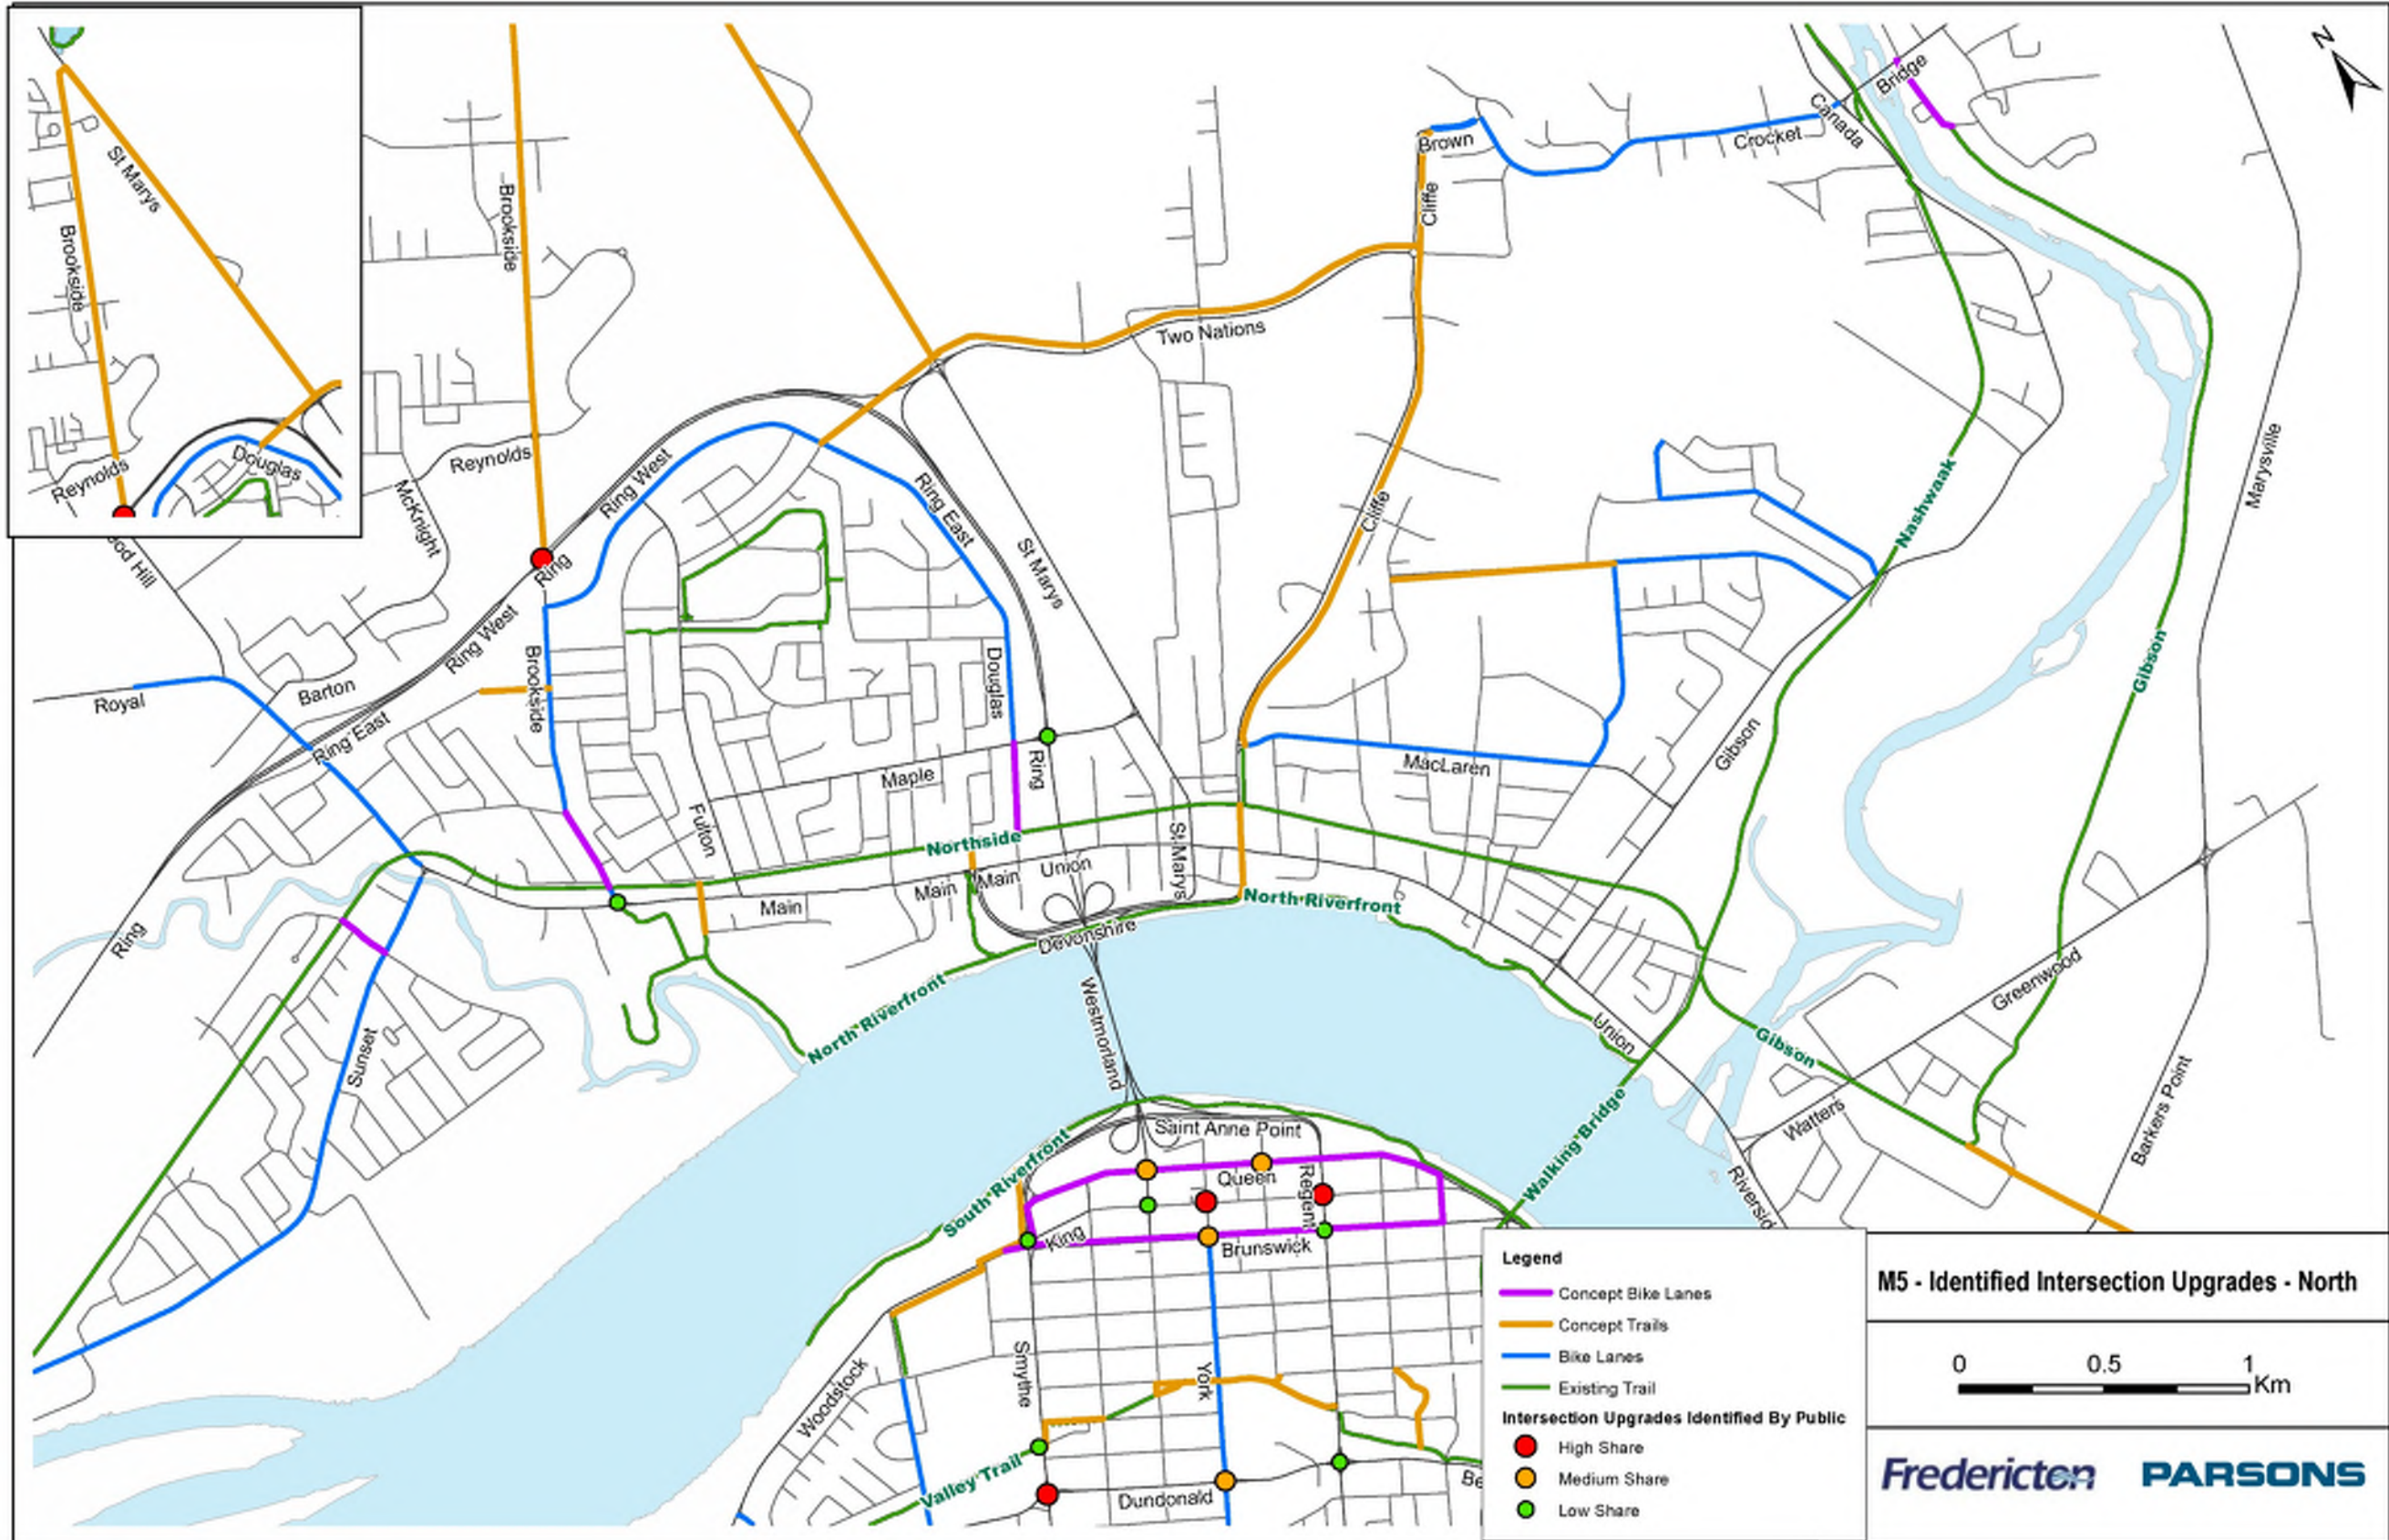 St Marys
Brookside
Reynolds
Douglas
N
Bridge
Canada
Crocket
Brown
Cliffe
Brookside
Two Nations
Reynolds
McKnight
Ring West
Ring East
St Marys
Cliffe
Nashwaak
Marysville
Ring
ood Hill
Ring West
Royal
Barton
Brookside
Ring East
Douglas
Gibson
Ring
Maple
MacLaren
Gibson
Fulton
Northside
St Marys
Union
Main
Main
Main
North Riverfront
Ring
Devonshire
Greenwood
North Riverfront
Westmorland
Union
Gibson
Sunset
Barkers Point
Watters
Walking Bridge
Saint Anne Point
South Riverfront
Queen
Regent
Riversid
King
Brunswick
Smythe
York
Woodstock
Valley Trail
Dundonald
Be
Legend
Concept Bike Lanes
Concept Trails
Bike Lanes
Existing Trail
Intersection Upgrades Identified By Public
High Share
Medium Share
Low Share
M5 - Identified Intersection Upgrades - North
0 0.5 1
Km
Fredericton PARSONS